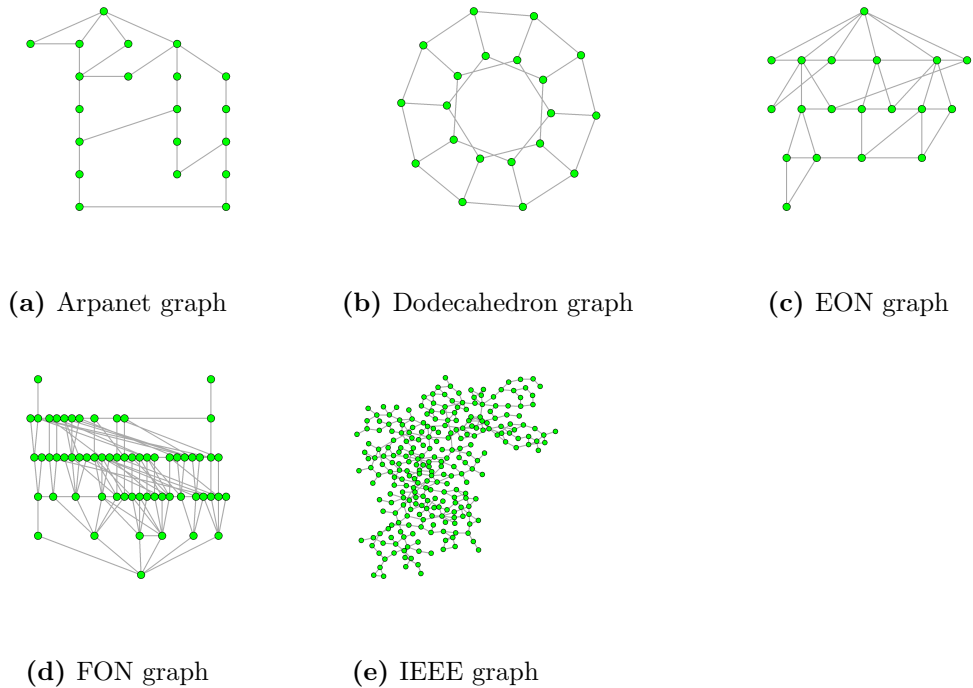 (a) Arpanet graph
(b) Dodecahedron graph
(c) EON graph
(d) FON graph
(e) IEEE graph